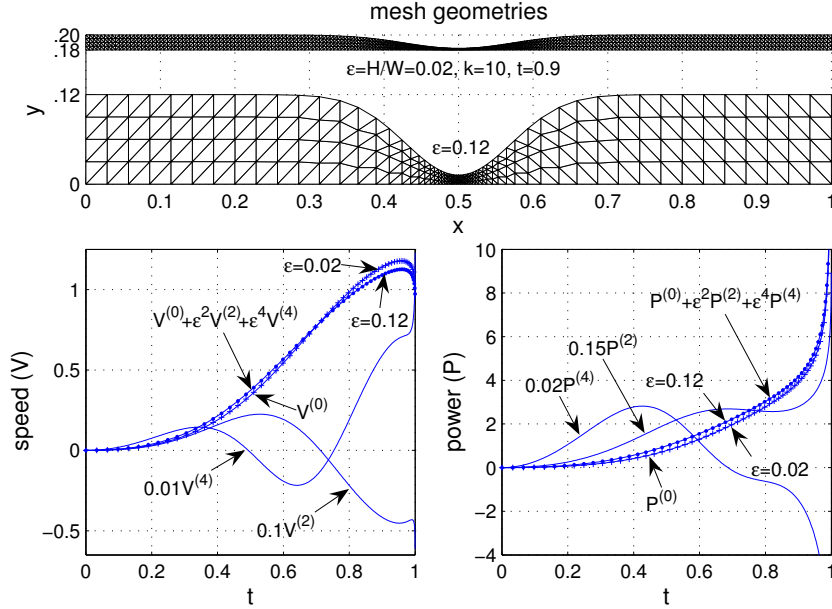 mesh geometries
.20
.18
ε=H/W=0.02, k=10, t=0.9
.12
y
ε=0.12
0
0 0.1 0.2 0.3 0.4 0.5 0.6 0.7 0.8 0.9 1
x
1
0.5
0
−0.5
speed (V)
ε=0.02
V(0)+ε2V(2)+ε4V(4)
ε=0.12
V(0)
0.01V(4)
0.1V(2)
0 0.2 0.4 0.6 0.8 1
t
10
8
6
4
2
0
−2
−4
power (P)
P(0)+ε2P(2)+ε4P(4)
0.15P(2)
0.02P(4)
ε=0.12
ε=0.02
P(0)
0 0.2 0.4 0.6 0.8 1
t